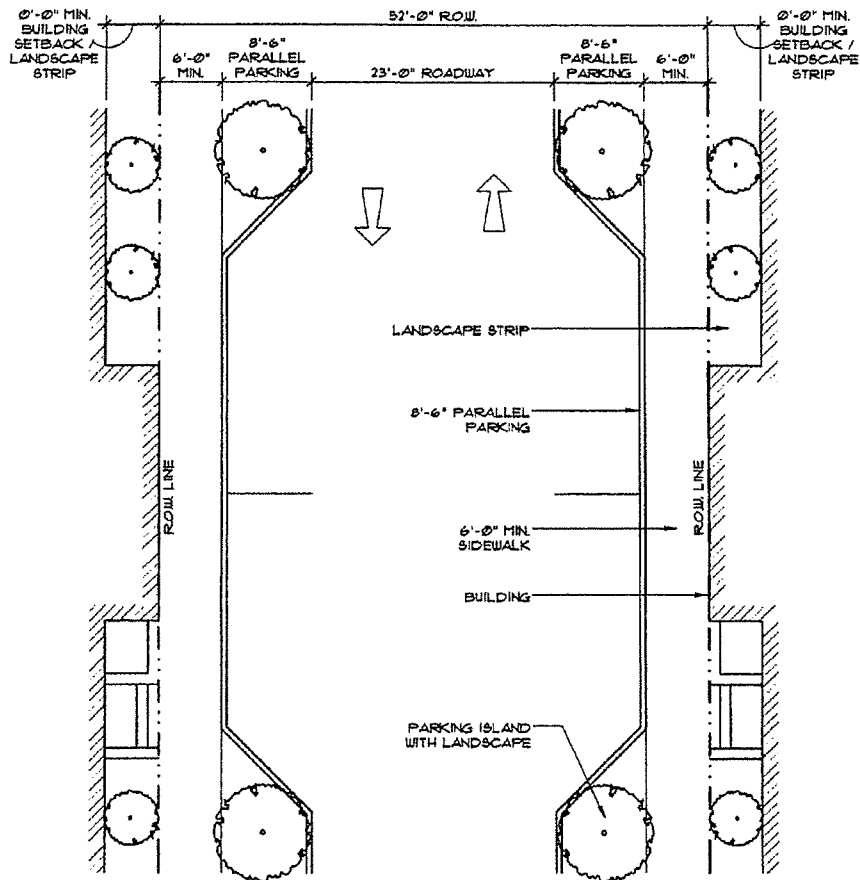 0'-0" MIN.
BUILDING
SETBACK /
LANDSCAPE
STRIP
52'-0" R.O.W.
0'-0" MIN.
BUILDING
SETBACK /
LANDSCAPE
STRIP
6'-0"
MIN.
8'-6"
PARALLEL
PARKING
23'-0" ROADWAY
8'-6"
PARALLEL
PARKING
6'-0"
MIN.
LANDSCAPE STRIP
8'-6" PARALLEL
PARKING
R.O.W. LINE
R.O.W. LINE
6'-0" MIN.
SIDEWALK
BUILDING
PARKING ISLAND
WITH LANDSCAPE